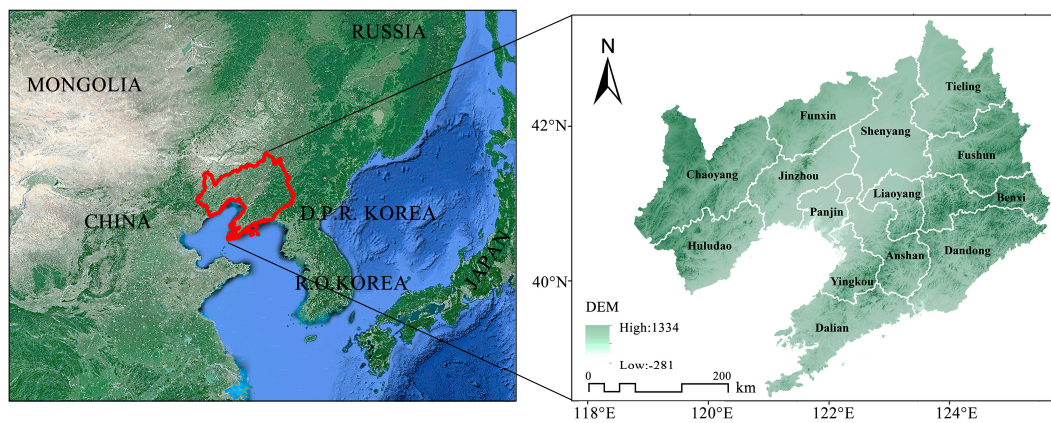 RUSSIA
MONGOLIA
CHINA
D.P.R. KOREA
R.O.KOREA
JAPAN
N
42°N
40°N
Tieling
Funxin
Shenyang
Fushun
Chaoyang
Jinzhou
Liaoyang
Benxi
Panjin
Huludao
Anshan
Dandong
Yingkou
Dalian
DEM
High:1334
Low:-281
0 200
km
118°E 120°E 122°E 124°E